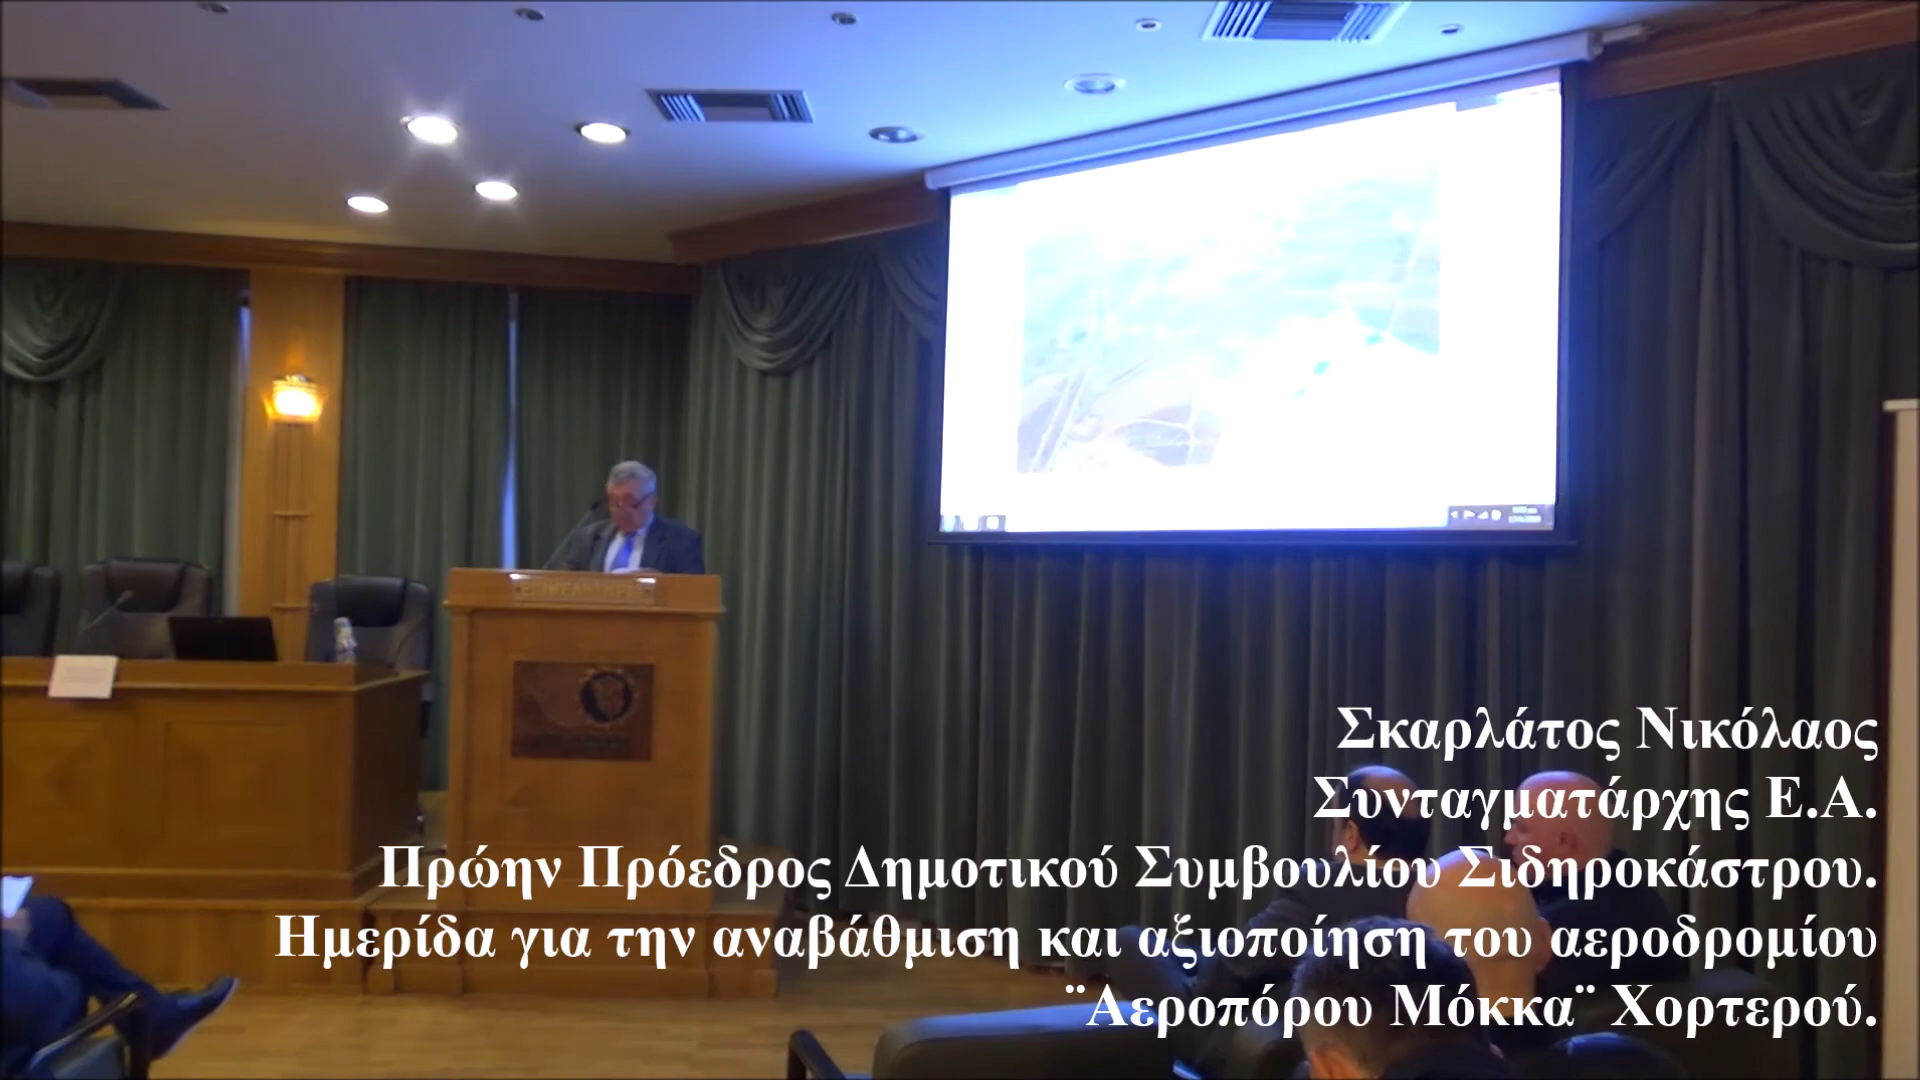 ΕΠΙΜΕΛΗΤΗΡΙΟ
Σκαρλάτος Νικόλαος
Συνταγματάρχης Ε.Α.
Πρώην Πρόεδρος Δημοτικού Συμβουλίου Σιδηροκάστρου.
Ημερίδα για την αναβάθμιση και αξιοποίηση του αεροδρομίου
¨Αεροπόρου Μόκκα¨ Χορτερού.